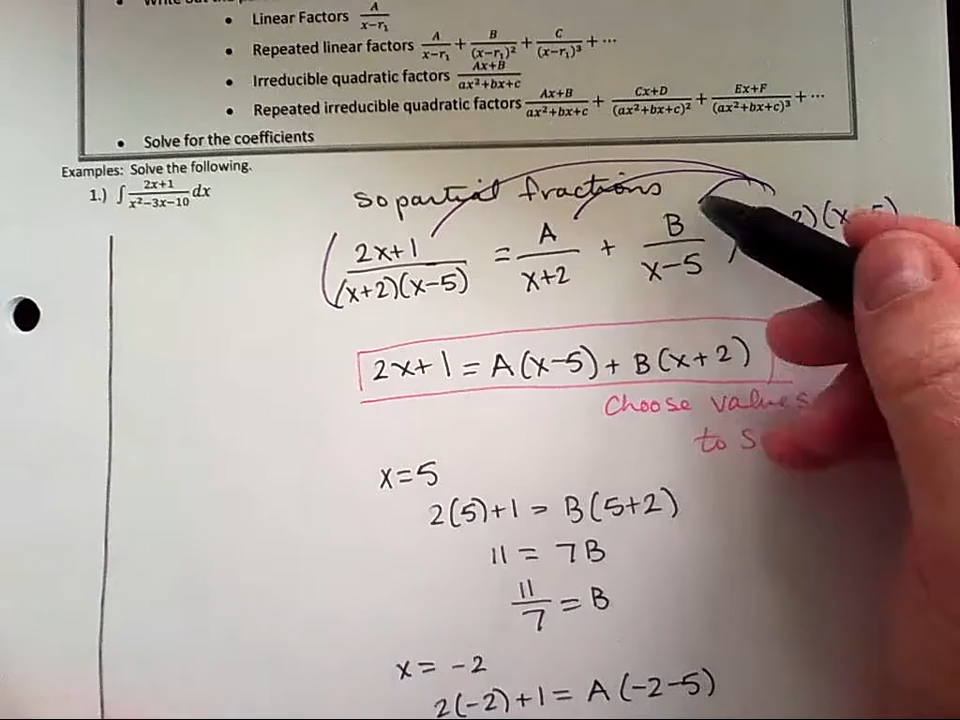 • Linear Factors A/(x−r₁)
• Repeated linear factors A/(x−r₁) + B/(x−r₁)² + C/(x−r₁)³ + ⋯
• Irreducible quadratic factors (Ax+B)/(ax²+bx+c)
• Repeated irreducible quadratic factors (Ax+B)/(ax²+bx+c) + (Cx+D)/(ax²+bx+c)² + (Ex+F)/(ax²+bx+c)³ + ⋯
• Solve for the coefficients
Examples: Solve the following.
1.) ∫ (2x+1)/(x²−3x−10) dx
so partial fractions
( (2x+1)/((x+2)(x−5)) = A/(x+2) + B/(x−5) ) 2)(x−5)
2x+1 = A(x−5) + B(x+2)
Choose values
to
x=5
2(5)+1 = B(5+2)
11 = 7B
11/7 = B
x = −2
2(−2)+1 = A(−2−5)